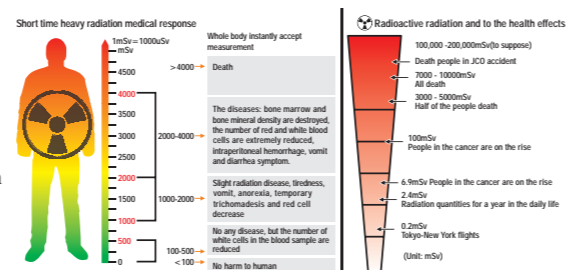 Short time heavy radiation medical response
1mSv=1000uSv
mSv
4500
4000
3500
3000
2500
2000
1500
1000
500
0
Whole body instantly accept
measurement
>4000 Death
2000-4000
The diseases: bone marrow and
bone mineral density are destroyed,
the number of red and white blood
cells are extremely reduced,
intraperitoneal hemorrhage, vomit
and diarrhea symptom.
1000-2000
Slight radiation disease, tiredness,
vomit, anorexia, temporary
trichomadesis and red cell
decrease
100-500
No any disease, but the number of
white cells in the blood sample are
reduced
<100 No harm to human
Radioactive radiation and to the health effects
100,000 -200,000mSv(to suppose)
Death people in JCO accident
7000 - 10000mSv
All death
3000 - 5000mSv
Half of the people death
100mSv
People in the cancer are on the rise
6.9mSv People in the cancer are on the rise
2.4mSv
Radiation quantities for a year in the daily life
0.2mSv
Tokyo-New York flights
(Unit: mSv)